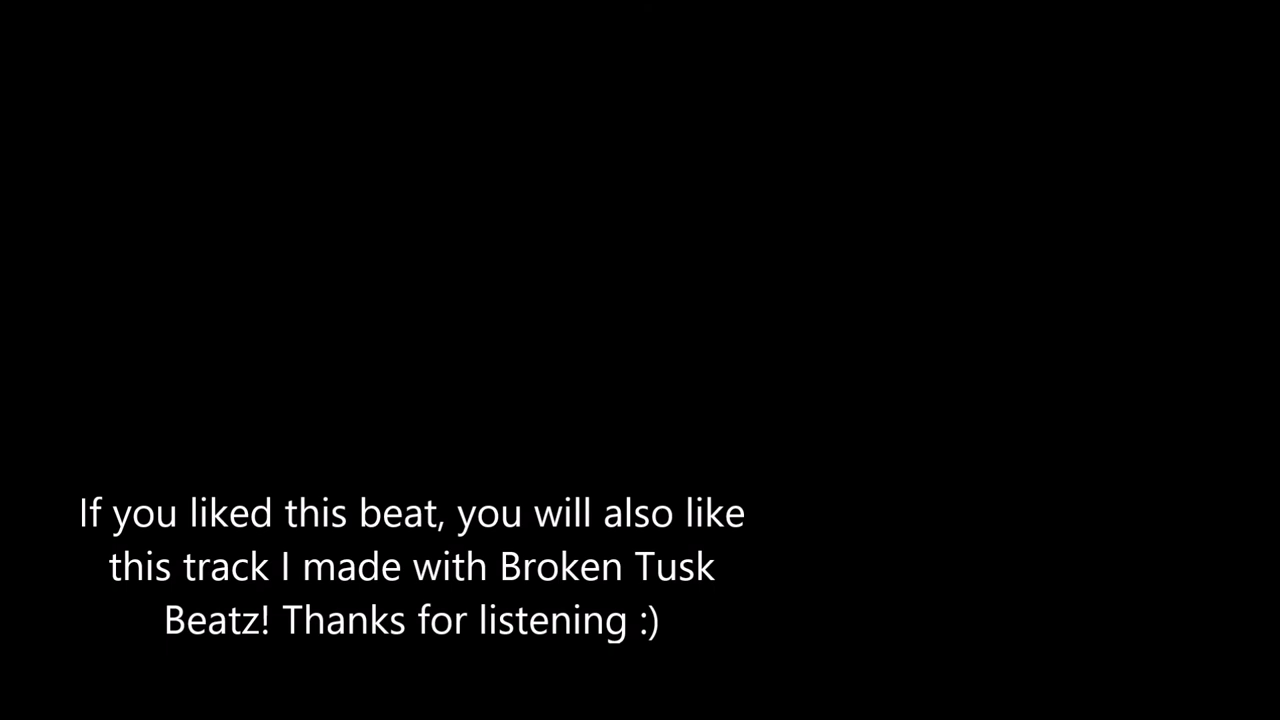 If you liked this beat, you will also like
this track I made with Broken Tusk
Beatz! Thanks for listening :)